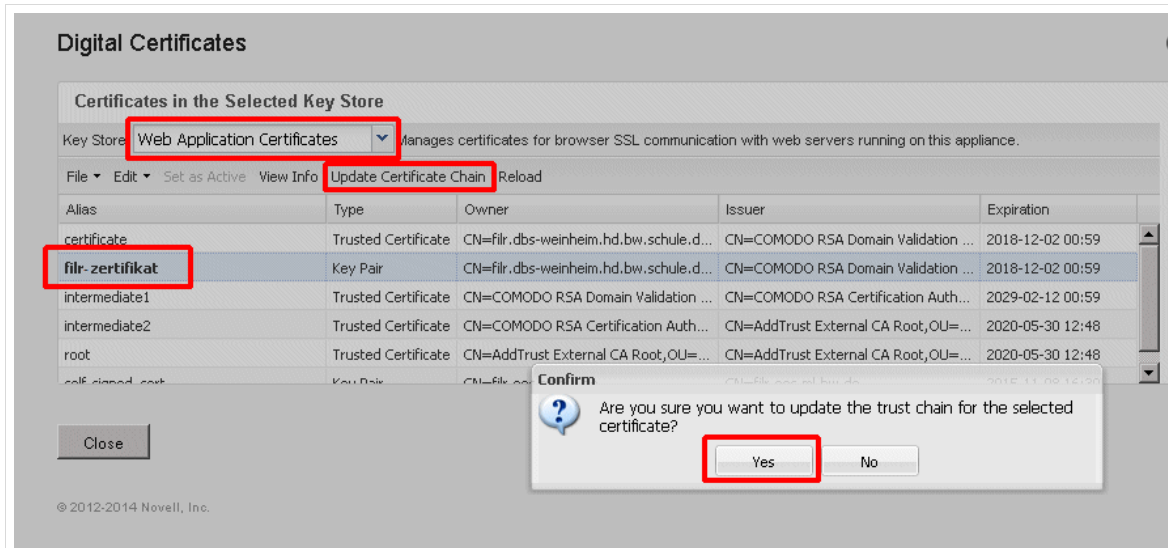 Digital Certificates
Certificates in the Selected Key Store
Key Store Web Application Certificates Manages certificates for browser SSL communication with web servers running on this appliance.
File Edit Set as Active View Info Update Certificate Chain Reload
Alias Type Owner Issuer Expiration
certificate Trusted Certificate CN=filr.dbs-weinheim.hd.bw.schule.d... CN=COMODO RSA Domain Validation ... 2018-12-02 00:59
filr-zertifikat Key Pair CN=filr.dbs-weinheim.hd.bw.schule.d... CN=COMODO RSA Domain Validation ... 2018-12-02 00:59
intermediate1 Trusted Certificate CN=COMODO RSA Domain Validation ... CN=COMODO RSA Certification Auth... 2029-02-12 00:59
intermediate2 Trusted Certificate CN=COMODO RSA Certification Auth... CN=AddTrust External CA Root,OU=... 2020-05-30 12:48
root Trusted Certificate CN=AddTrust External CA Root,OU=... CN=AddTrust External CA Root,OU=... 2020-05-30 12:48
self_signed_cert Key Pair
Confirm
Are you sure you want to update the trust chain for the selected
certificate?
Yes No
Close
© 2012-2014 Novell, Inc.